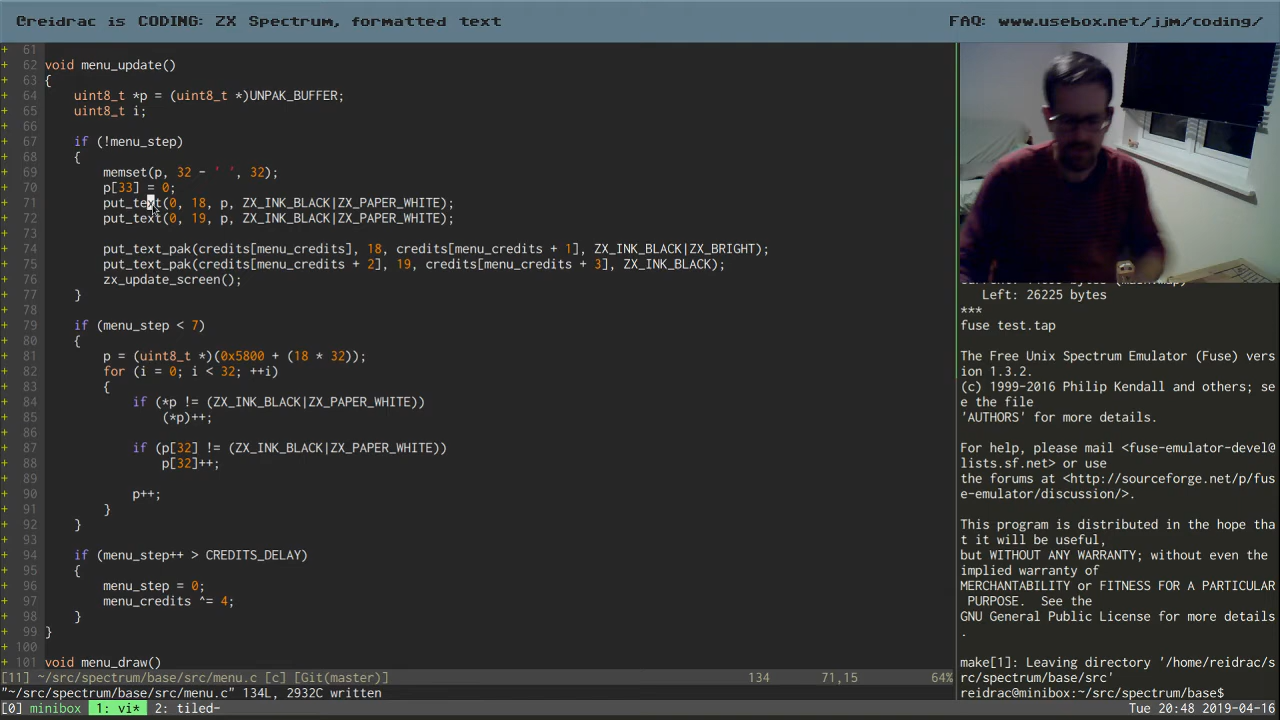 @reidrac is CODING: ZX Spectrum, formatted text
FAQ: www.usebox.net/jjm/coding/
+ 61
+ 62 void menu_update()
+ 63 {
+ 64     uint8_t *p = (uint8_t *)UNPAK_BUFFER;
+ 65     uint8_t i;
+ 66
+ 67     if (!menu_step)
+ 68     {
+ 69         memset(p, 32 - ' ', 32);
+ 70         p[33] = 0;
+ 71         put_text(0, 18, p, ZX_INK_BLACK|ZX_PAPER_WHITE);
+ 72         put_text(0, 19, p, ZX_INK_BLACK|ZX_PAPER_WHITE);
+ 73
+ 74         put_text_pak(credits[menu_credits], 18, credits[menu_credits + 1], ZX_INK_BLACK|ZX_BRIGHT);
+ 75         put_text_pak(credits[menu_credits + 2], 19, credits[menu_credits + 3], ZX_INK_BLACK);
+ 76         zx_update_screen();
+ 77     }
+ 78
+ 79     if (menu_step < 7)
+ 80     {
+ 81         p = (uint8_t *)(0x5800 + (18 * 32));
+ 82         for (i = 0; i < 32; ++i)
+ 83         {
+ 84             if (*p != (ZX_INK_BLACK|ZX_PAPER_WHITE))
+ 85                 (*p)++;
+ 86
+ 87             if (p[32] != (ZX_INK_BLACK|ZX_PAPER_WHITE))
+ 88                 p[32]++;
+ 89
+ 90             p++;
+ 91         }
+ 92     }
+ 93
+ 94     if (menu_step++ > CREDITS_DELAY)
+ 95     {
+ 96         menu_step = 0;
+ 97         menu_credits ^= 4;
+ 98     }
+ 99 }
+ 100
+ 101 void menu_draw()
[11] ~/src/spectrum/base/src/menu.c [c] [Git(master)] 134 71,15 64%
"~/src/spectrum/base/src/menu.c" 134L, 2932C written
Left: 26225 bytes
***
fuse test.tap
The Free Unix Spectrum Emulator (Fuse) vers
ion 1.3.2.
(c) 1999-2016 Philip Kendall and others; se
e the file
'AUTHORS' for more details.
For help, please mail <fuse-emulator-devel@
lists.sf.net> or use
the forums at <http://sourceforge.net/p/fus
e-emulator/discussion/>.
This program is distributed in the hope tha
t it will be useful,
but WITHOUT ANY WARRANTY; without even the
implied warranty of
MERCHANTABILITY or FITNESS FOR A PARTICULAR
PURPOSE.  See the
GNU General Public License for more details
.
make[1]: Leaving directory '/home/reidrac/s
rc/spectrum/base/src'
reidrac@minibox:~/src/spectrum/base$
[0] minibox 1: vi* 2: tiled- Tue 20:48 2019-04-16